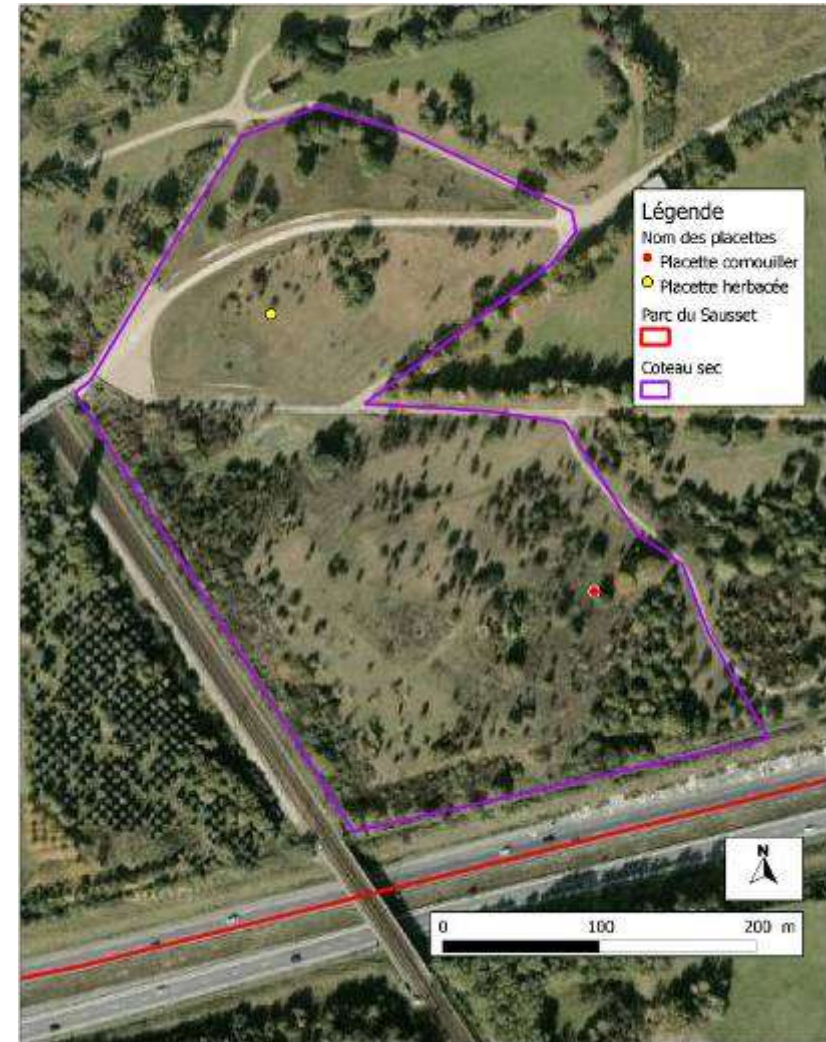 Légende
Nom des placettes
Placette cornouiller
Placette herbacée
Parc du Sausset
Coteau sec
N
0 100 200 m